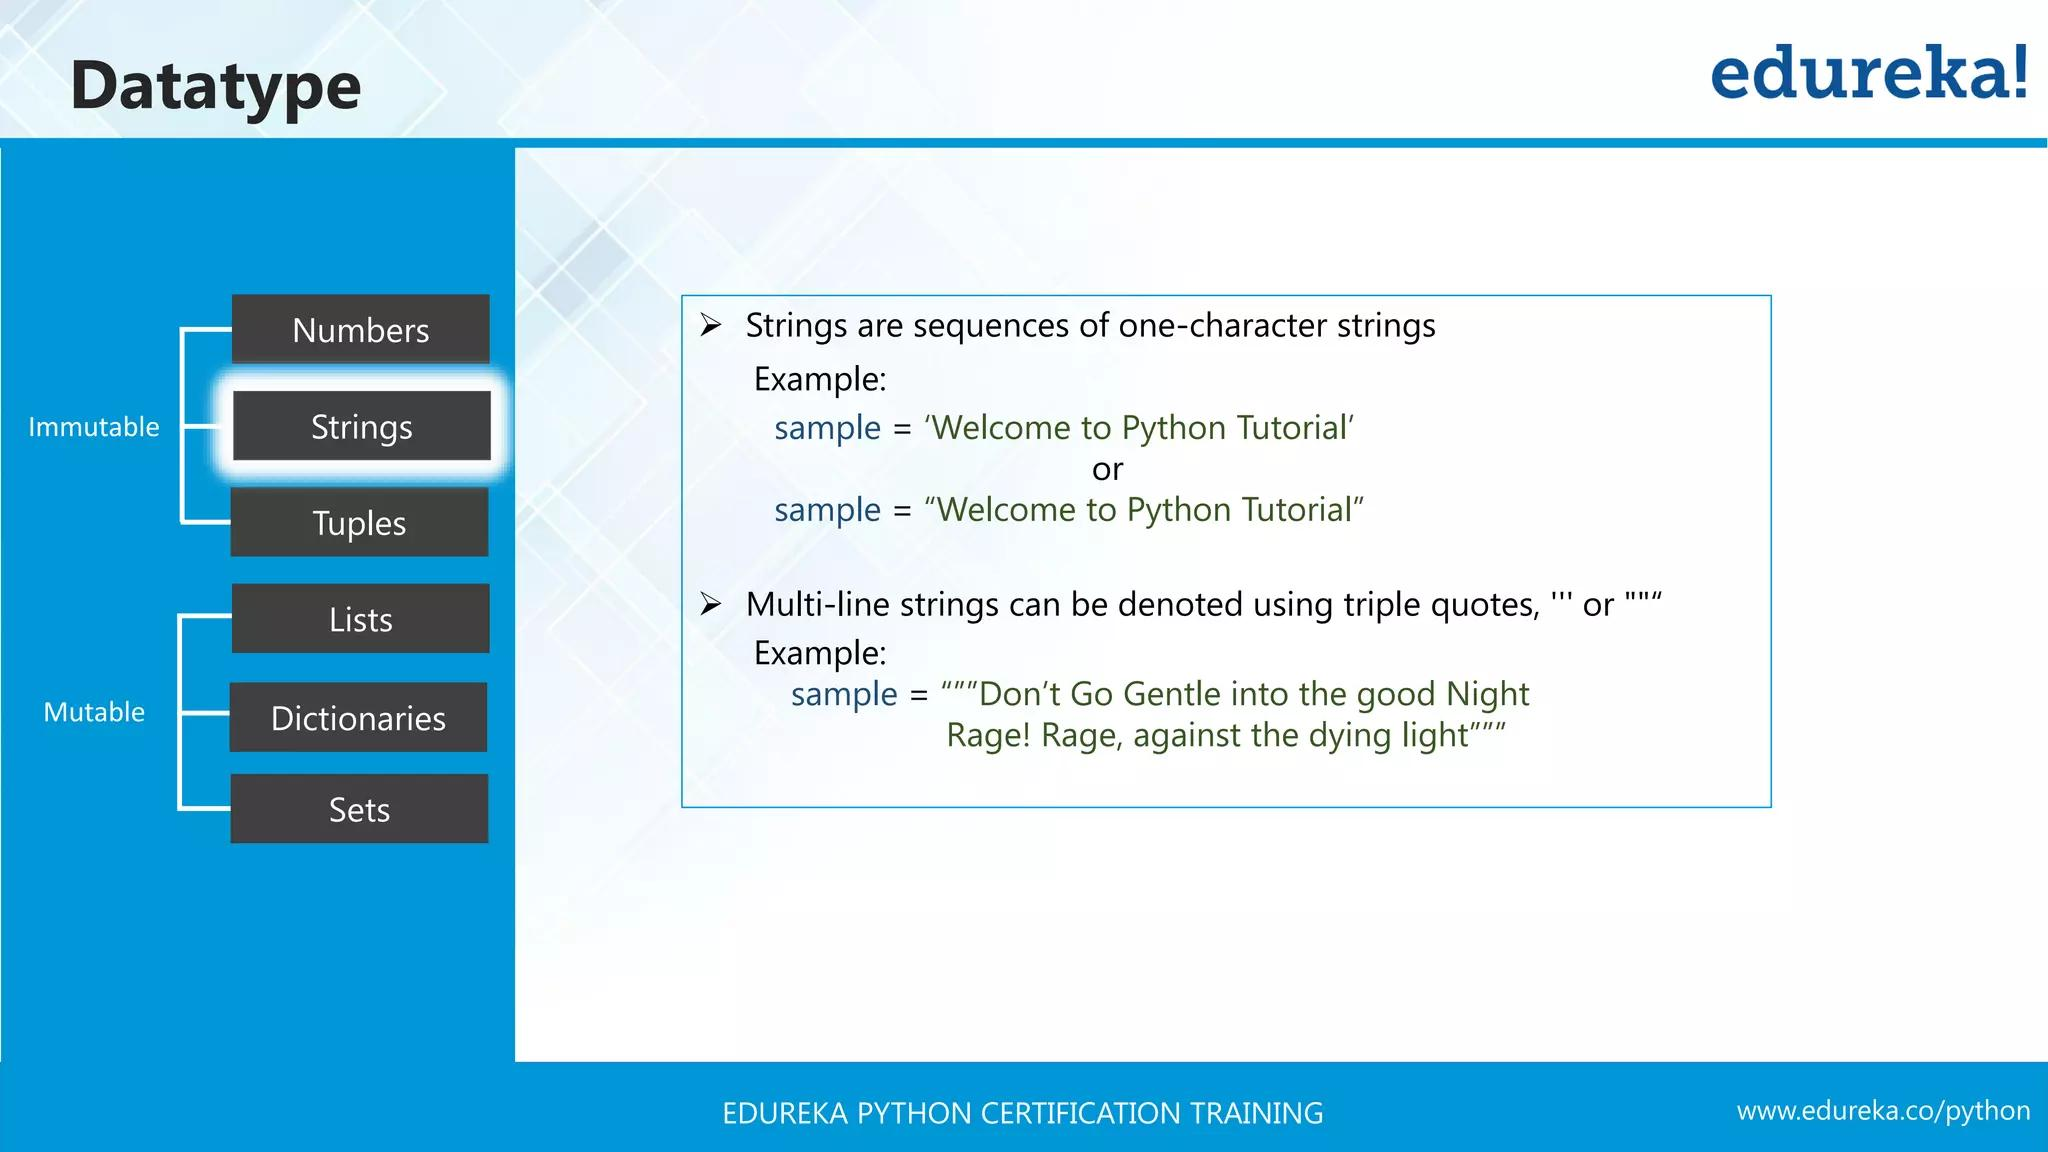 Datatype
edureka!
Immutable
Numbers
Strings
Tuples
Mutable
Lists
Dictionaries
Sets
➢ Strings are sequences of one-character strings
Example:
sample = ‘Welcome to Python Tutorial’
or
sample = “Welcome to Python Tutorial”
➢ Multi-line strings can be denoted using triple quotes, ''' or ""“
Example:
sample = “””Don’t Go Gentle into the good Night
Rage! Rage, against the dying light”””
EDUREKA PYTHON CERTIFICATION TRAINING
www.edureka.co/python